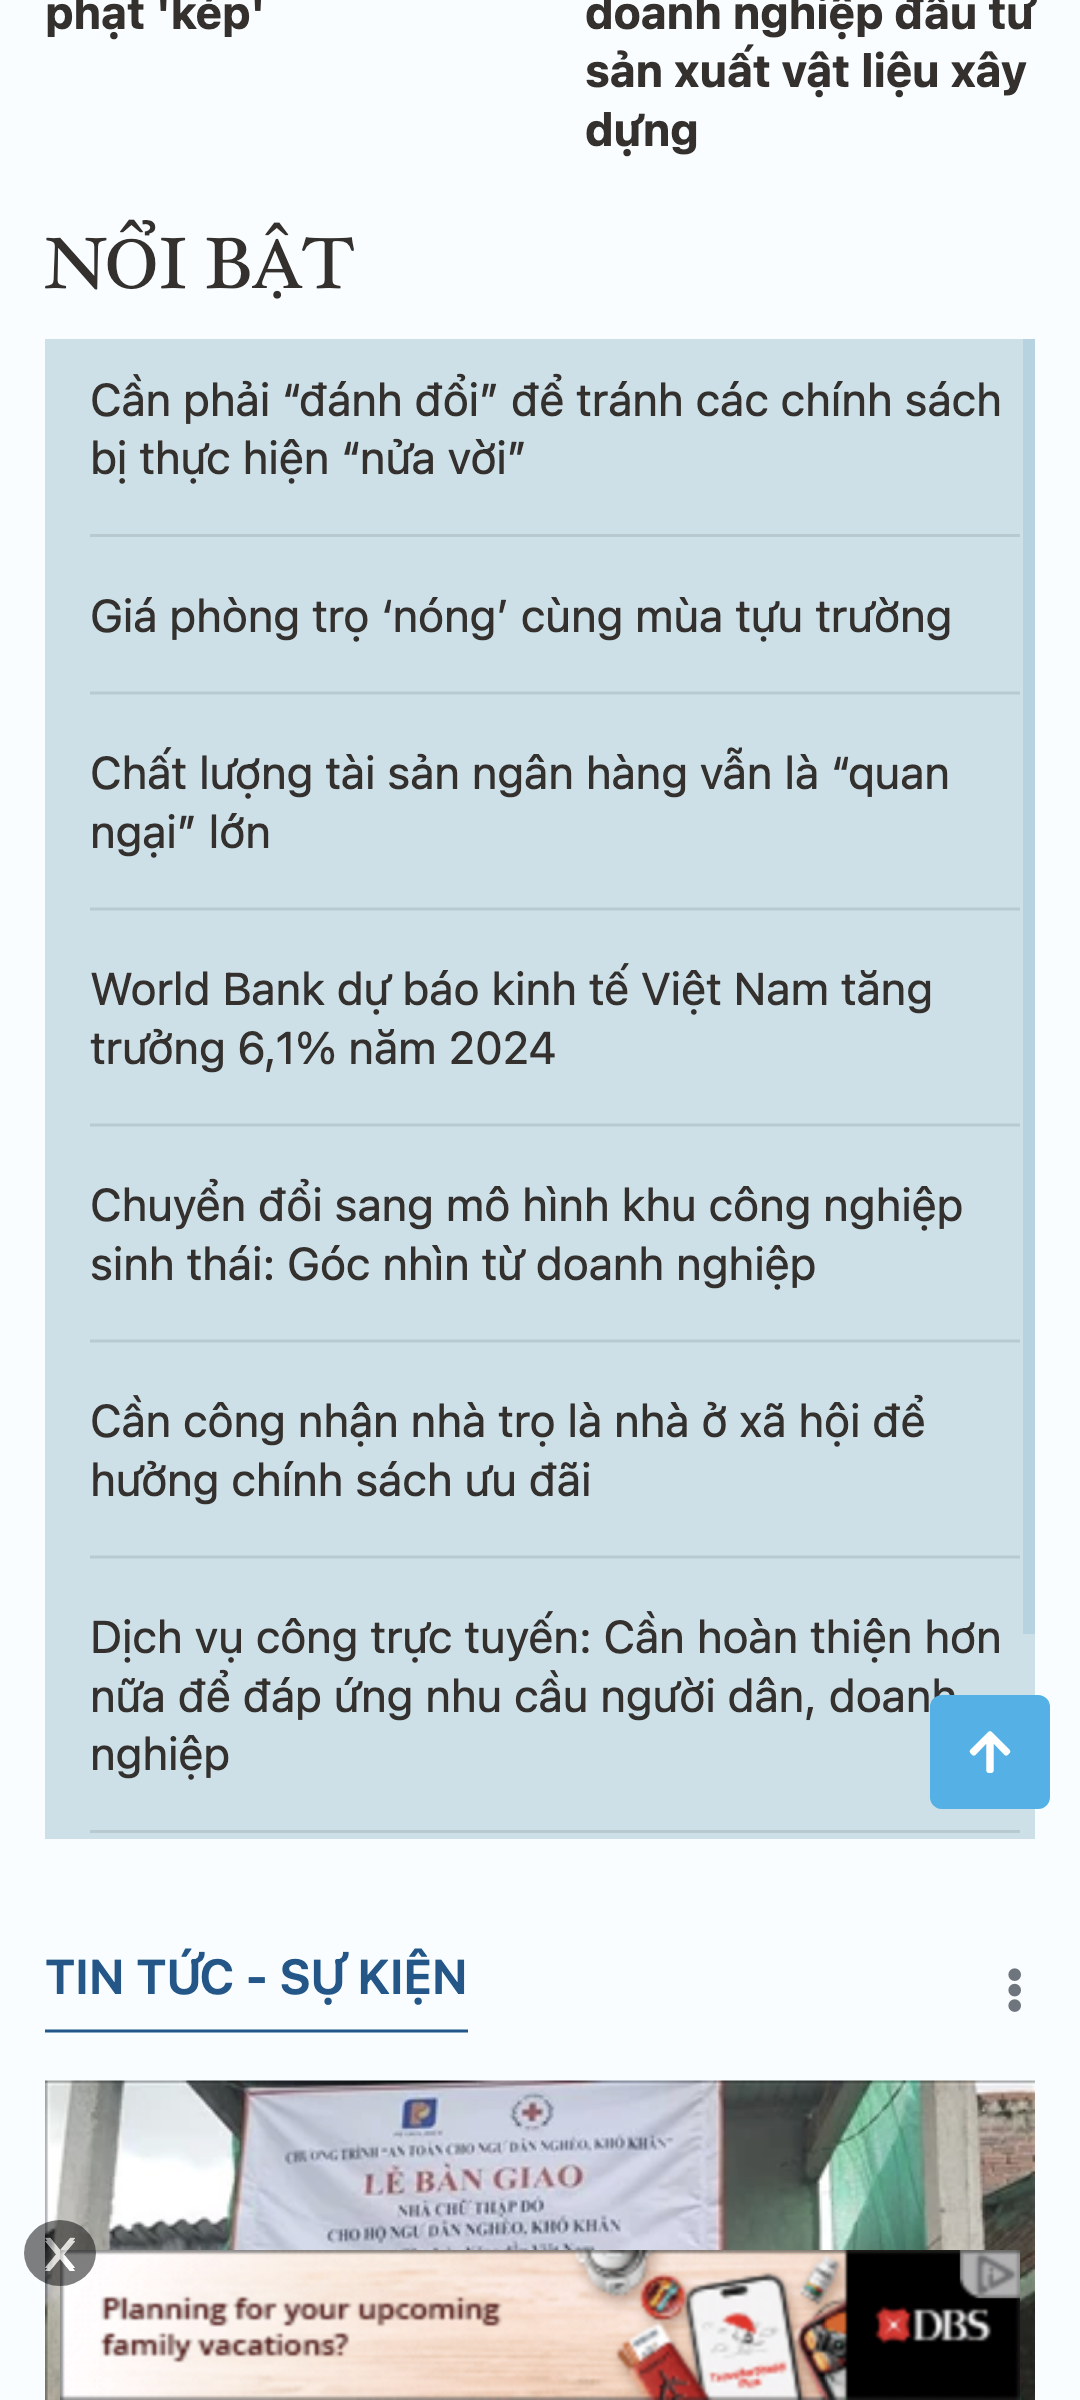 phạt 'kép'
doanh nghiệp đầu tư
sản xuất vật liệu xây
dựng
NỔI BẬT
Cần phải “đánh đổi” để tránh các chính sách
bị thực hiện “nửa vời”
Giá phòng trọ ‘nóng’ cùng mùa tựu trường
Chất lượng tài sản ngân hàng vẫn là “quan
ngại” lớn
World Bank dự báo kinh tế Việt Nam tăng
trưởng 6,1% năm 2024
Chuyển đổi sang mô hình khu công nghiệp
sinh thái: Góc nhìn từ doanh nghiệp
Cần công nhận nhà trọ là nhà ở xã hội để
hưởng chính sách ưu đãi
Dịch vụ công trực tuyến: Cần hoàn thiện hơn
nữa để đáp ứng nhu cầu người dân, doanh
nghiệp
TIN TỨC - SỰ KIỆN
CHƯƠNG TRÌNH "AN TOÀN CHO NGƯ DÂN NGHÈO, KHÓ KHĂN"
LỄ BÀN GIAO
NHÀ CHỮ THẬP ĐỎ
CHO HỘ NGƯ DÂN NGHÈO, KHÓ KHĂN
X
Planning for your upcoming
family vacations?
DBS